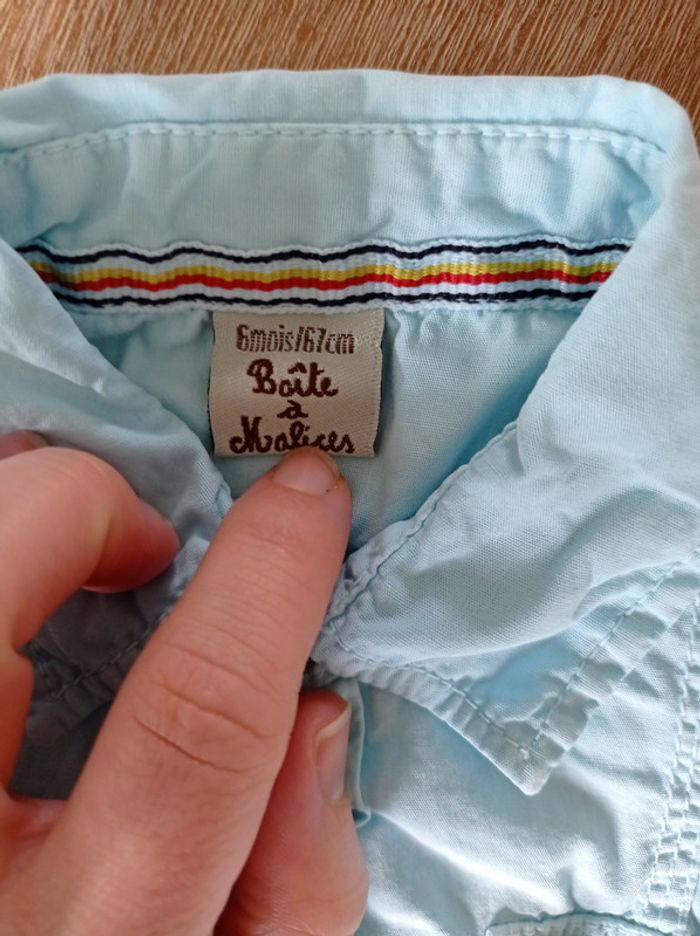 6mois/67cm
Boîte
à
Malices